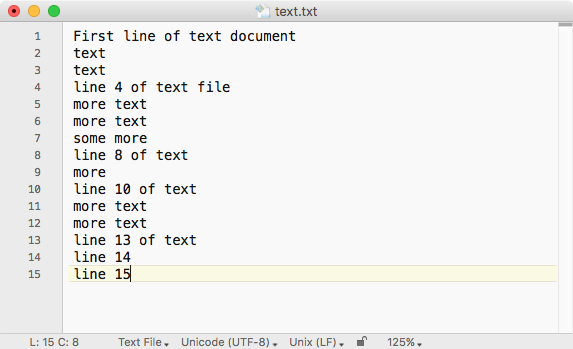 text.txt
1 First line of text document
2 text
3 text
4 line 4 of text file
5 more text
6 more text
7 some more
8 line 8 of text
9 more
10 line 10 of text
11 more text
12 more text
13 line 13 of text
14 line 14
15 line 15
L: 15 C: 8 Text File Unicode (UTF-8) Unix (LF) 125%